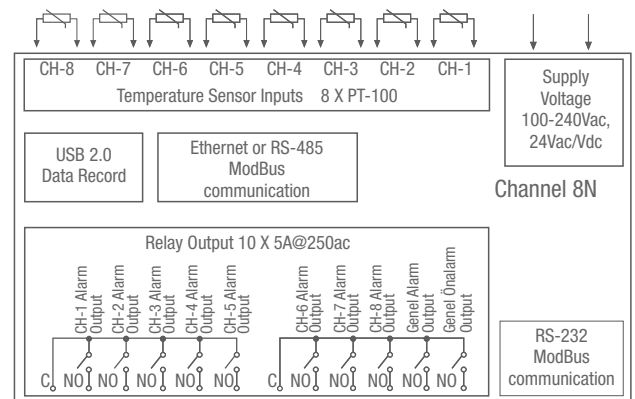 CH-8 CH-7 CH-6 CH-5 CH-4 CH-3 CH-2 CH-1
Temperature Sensor Inputs 8 X PT-100
Supply
Voltage
100-240Vac,
24Vac/Vdc
USB 2.0
Data Record
Ethernet or RS-485
ModBus
communication
Channel 8N
Relay Output 10 X 5A@250ac
CH-1 Alarm
Output
CH-2 Alarm
Output
CH-3 Alarm
Output
CH-4 Alarm
Output
CH-5 Alarm
Output
CH-6 Alarm
Output
CH-7 Alarm
Output
CH-8 Alarm
Output
Genel Alarm
Output
Genel Önalarm
Output
C NO NO NO NO NO
C NO NO NO NO NO
RS-232
ModBus
communication